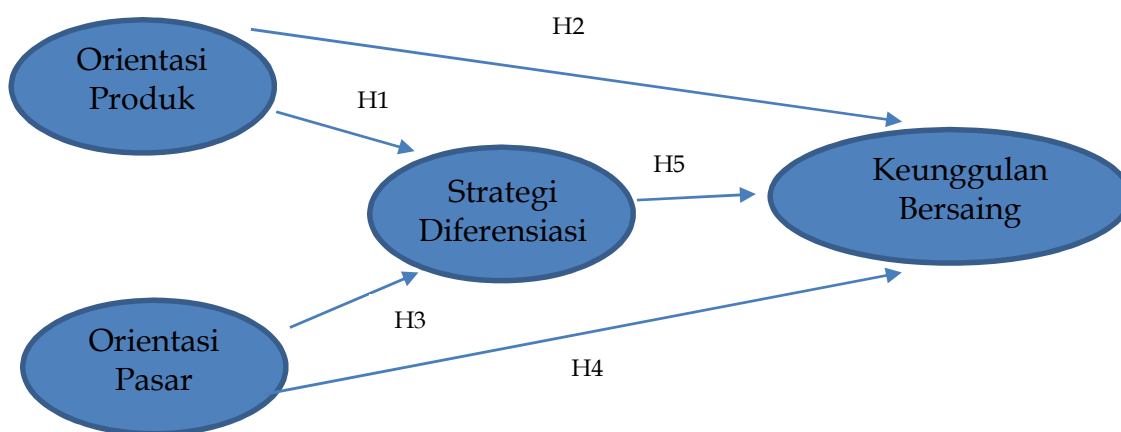 H2
Orientasi
Produk
H1
Strategi
Diferensiasi
H5
Keunggulan
Bersaing
H3
Orientasi
Pasar
H4